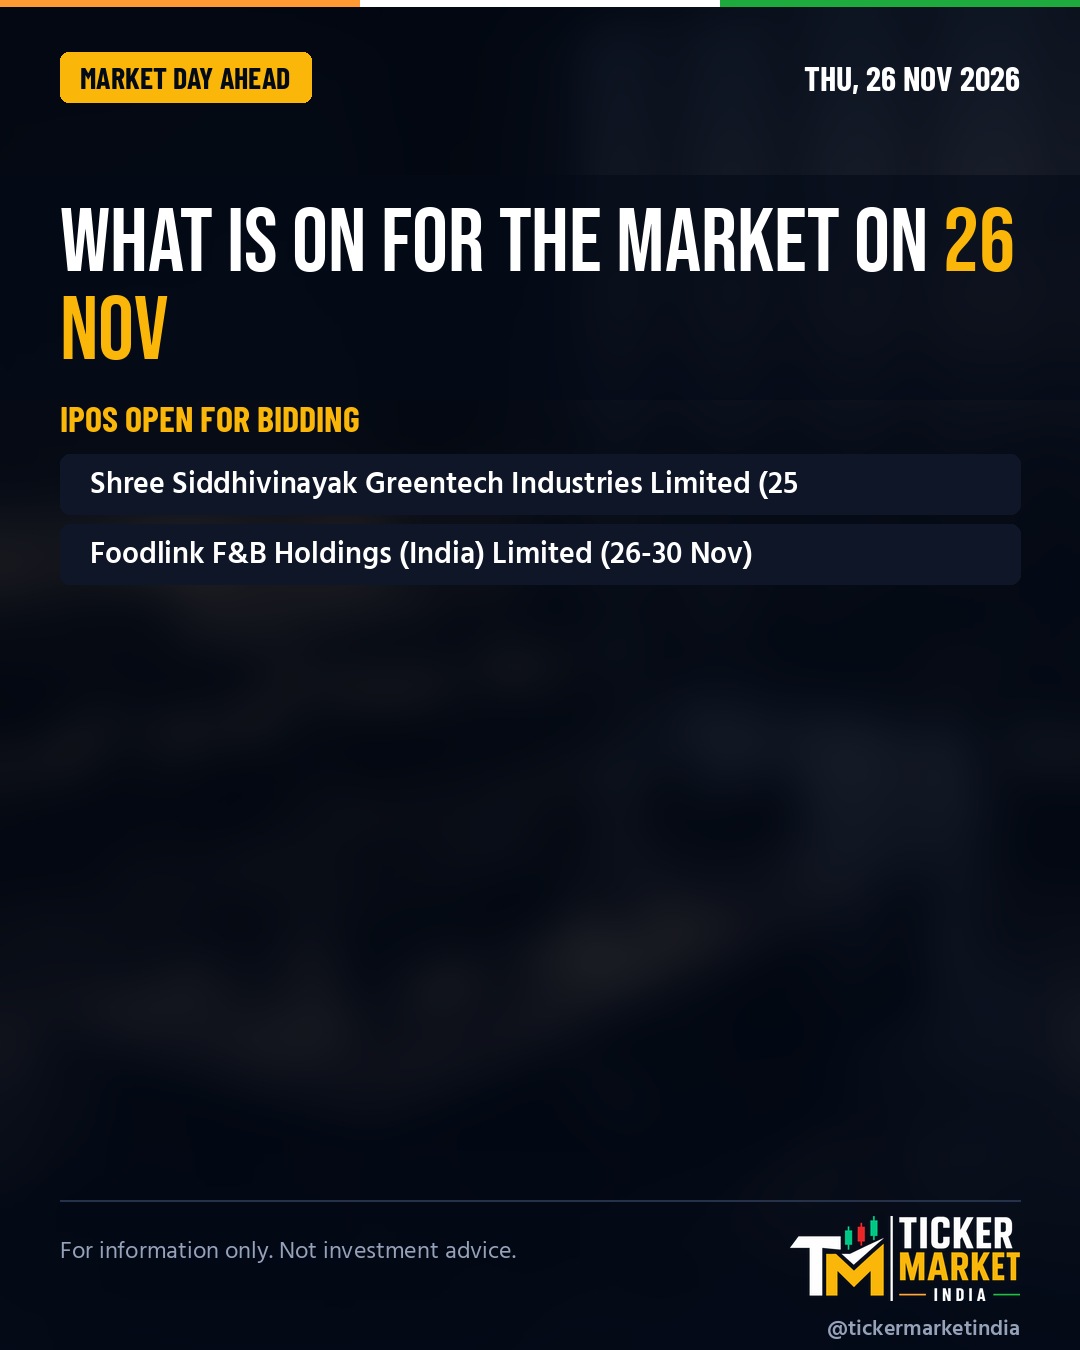 MARKET DAY AHEAD
THU, 26 NOV 2026
WHAT IS ON FOR THE MARKET ON 26
NOV
IPOS OPEN FOR BIDDING
Shree Siddhivinayak Greentech Industries Limited (25
Foodlink F&B Holdings (India) Limited (26-30 Nov)
For information only. Not investment advice.
TM
TICKER
MARKET
INDIA
@tickermarketindia